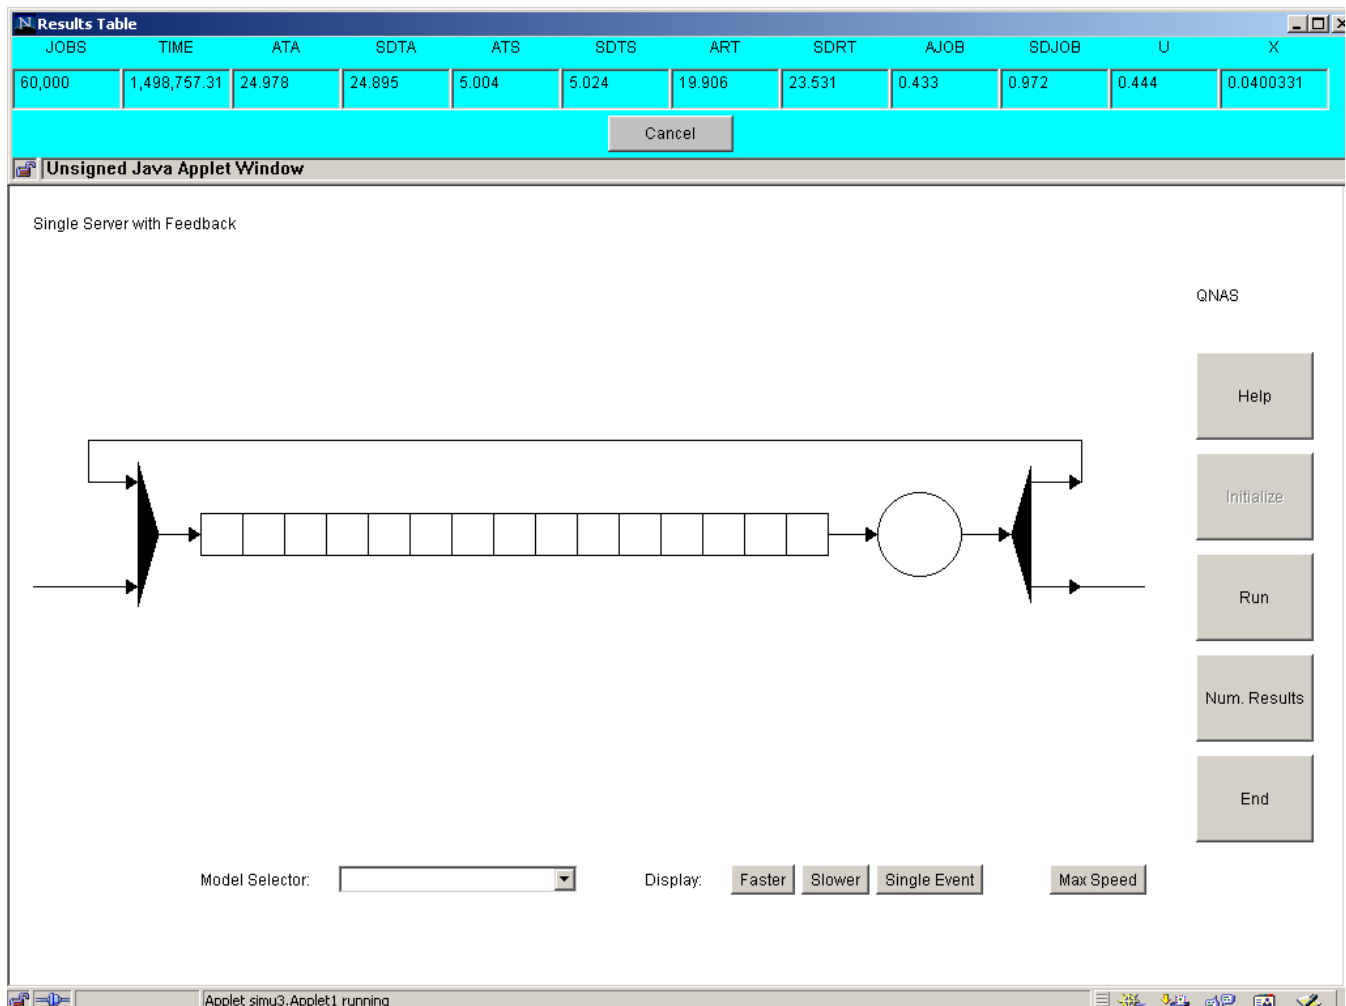 Results Table
JOBS TIME ATA SDTA ATS SDTS ART SDRT AJOB SDJOB U X
60,000 1,498,757.31 24.978 24.895 5.004 5.024 19.906 23.531 0.433 0.972 0.444 0.0400331
Cancel
Unsigned Java Applet Window
Single Server with Feedback
QNAS
Help
Initialize
Run
Num. Results
End
Model Selector: Display: Faster Slower Single Event Max Speed
Applet simu3.Applet1 running